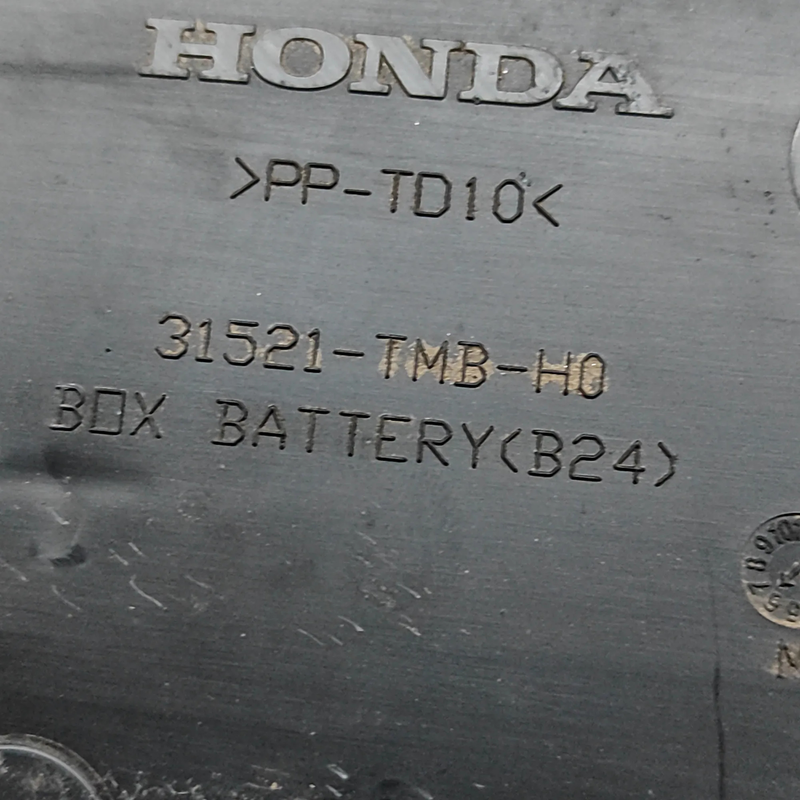 HONDA
>PP-TD10<
31521-TMB-H0
BOX BATTERY(B24)